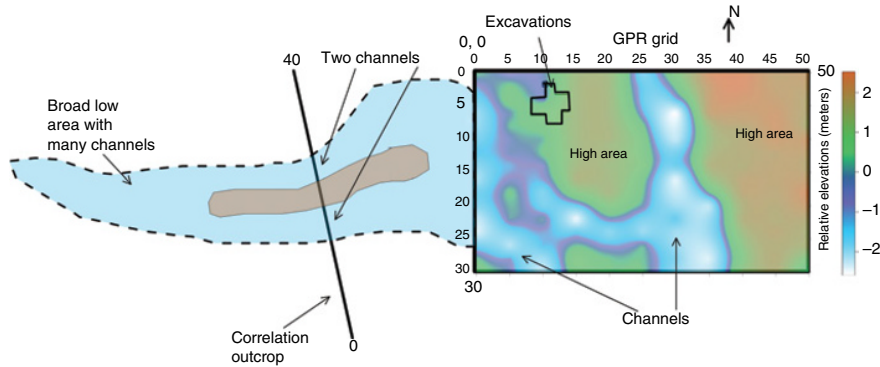 Excavations
N
0, 0
GPR grid
0 5 10 15 20 25 30 35 40 45 50
40
Two channels
0
5
10
15
20
25
30
30
50
Broad low
area with
many channels
High area
High area
2
1
0
−1
−2
Relative elevations (meters)
Channels
Correlation
outcrop
0